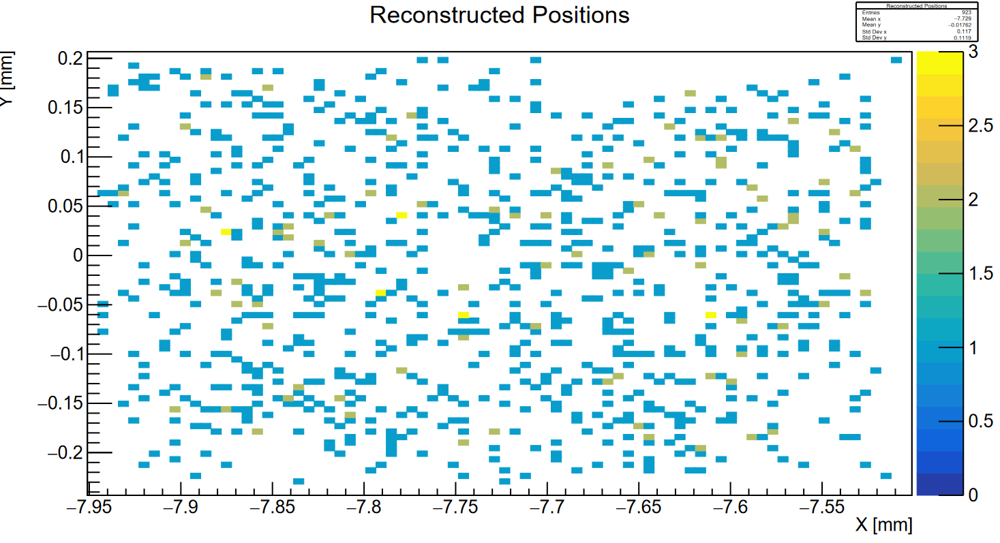 Reconstructed Positions
Reconstructed Positions
Entries 923
Mean x −7.729
Mean y −0.01762
Std Dev x 0.117
Std Dev y 0.1119
Y [mm]
0.2
0.15
0.1
0.05
0
−0.05
−0.1
−0.15
−0.2
−7.95 −7.9 −7.85 −7.8 −7.75 −7.7 −7.65 −7.6 −7.55
X [mm]
3
2.5
2
1.5
1
0.5
0